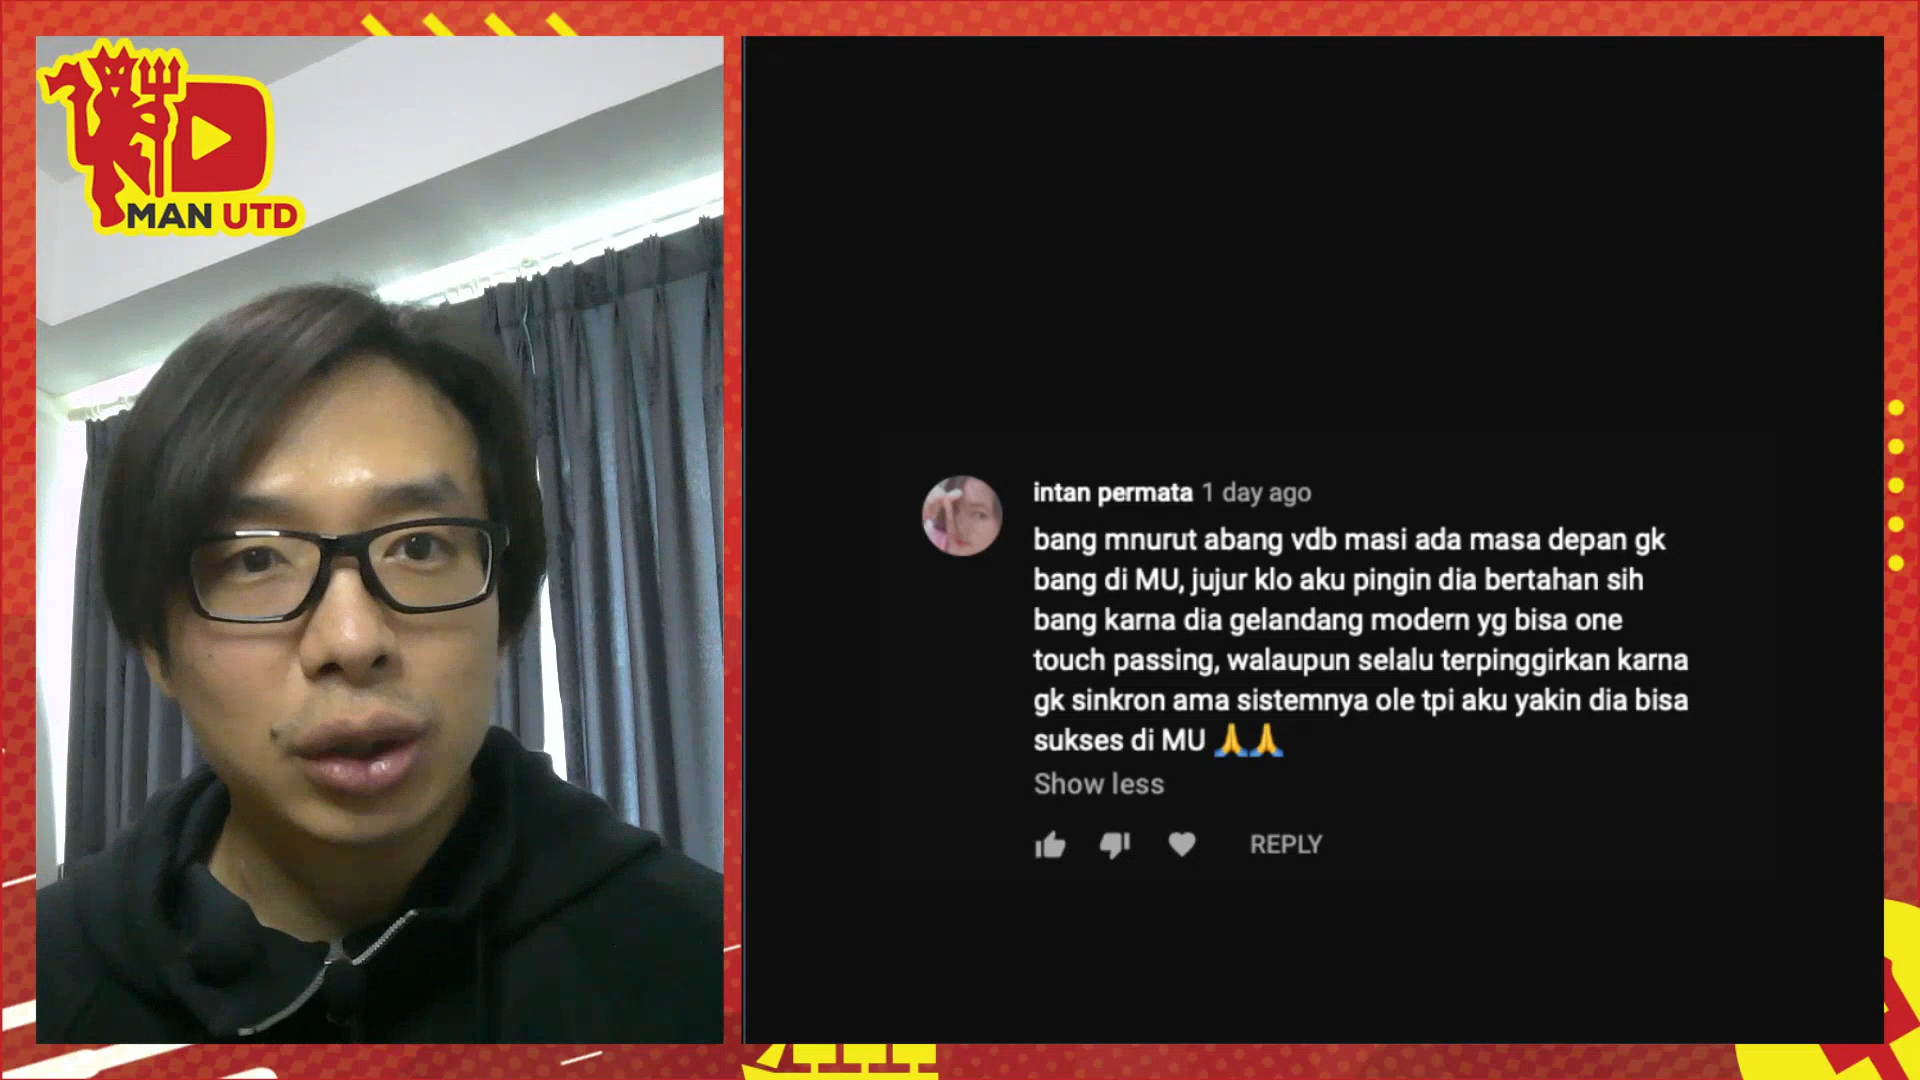 MAN UTD
intan permata 1 day ago
bang mnurut abang vdb masi ada masa depan gk
bang di MU, jujur klo aku pingin dia bertahan sih
bang karna dia gelandang modern yg bisa one
touch passing, walaupun selalu terpinggirkan karna
gk sinkron ama sistemnya ole tpi aku yakin dia bisa
sukses di MU 🙏🙏
Show less
REPLY